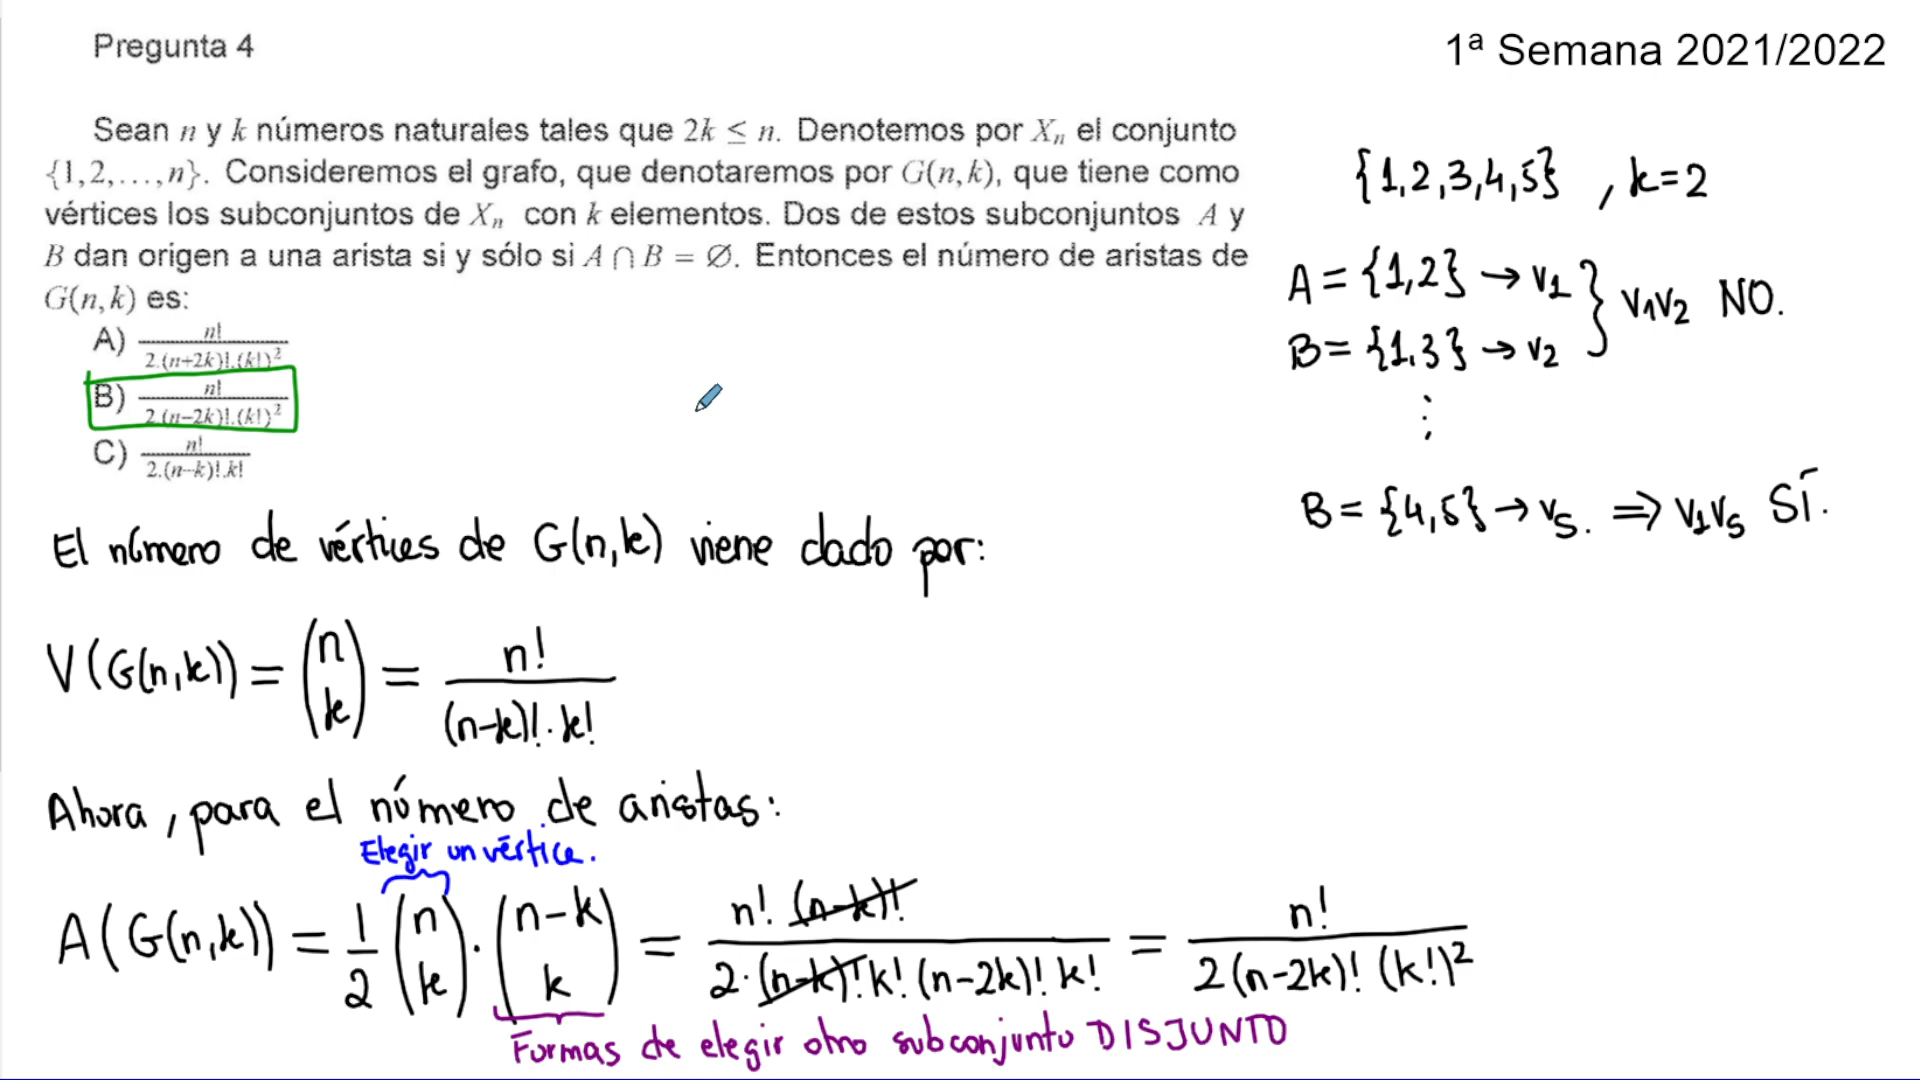 Pregunta 4
1ª Semana 2021/2022
Sean n y k números naturales tales que 2k ≤ n. Denotemos por Xₙ el conjunto
{1,2,...,n}. Consideremos el grafo, que denotaremos por G(n,k), que tiene como
vértices los subconjuntos de Xₙ con k elementos. Dos de estos subconjuntos A y
B dan origen a una arista si y sólo si A ∩ B = ∅. Entonces el número de aristas de
G(n,k) es:
A) n! / 2.(n+2k)!.(k!)²
B) n! / 2.(n−2k)!.(k!)²
C) n! / 2.(n−k)!.k!
{1,2,3,4,5} , k=2
A = {1,2} → v₁ } v₁v₂ NO.
B = {1,3} → v₂
⋮
B = {4,5} → v₅. ⇒ v₁v₅ SÍ.
El número de vértices de G(n,k) viene dado por:
V(G(n,k)) = (n k) = n! / (n-k)!·k!
Ahora, para el número de aristas:
Elegir un vértice.
A(G(n,k)) = 1/2 (n k) · (n-k k) = n! (n-k)! / 2·(n-k)! k! (n-2k)! k! = n! / 2(n-2k)! (k!)²
Formas de elegir otro subconjunto DISJUNTO